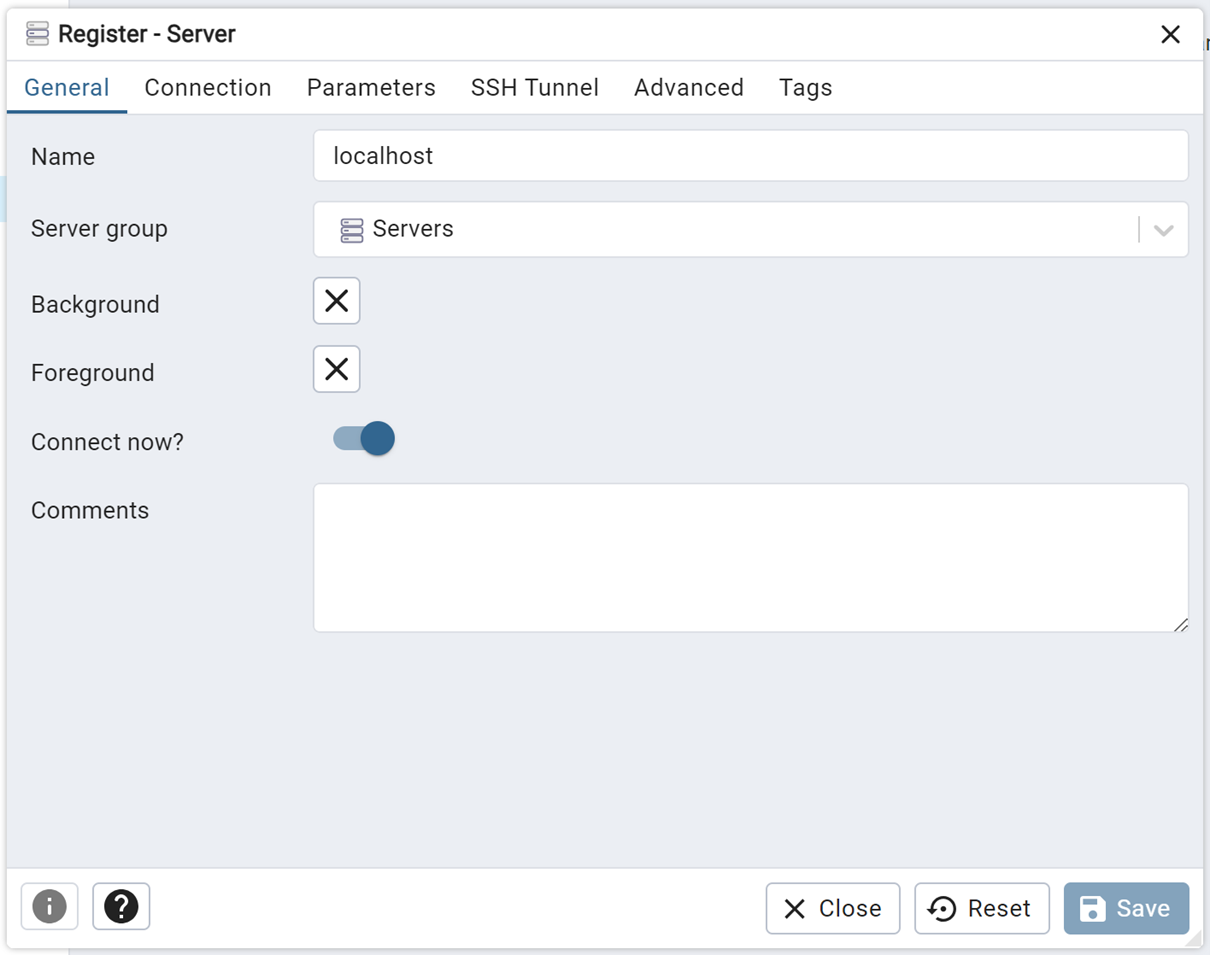 Register - Server
General Connection Parameters SSH Tunnel Advanced Tags
Name localhost
Server group Servers
Background
Foreground
Connect now?
Comments
Close Reset Save